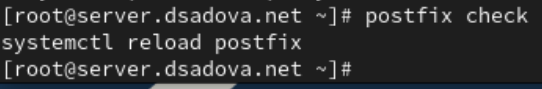 [root@server.dsadova.net ~]# postfix check
systemctl reload postfix
[root@server.dsadova.net ~]#